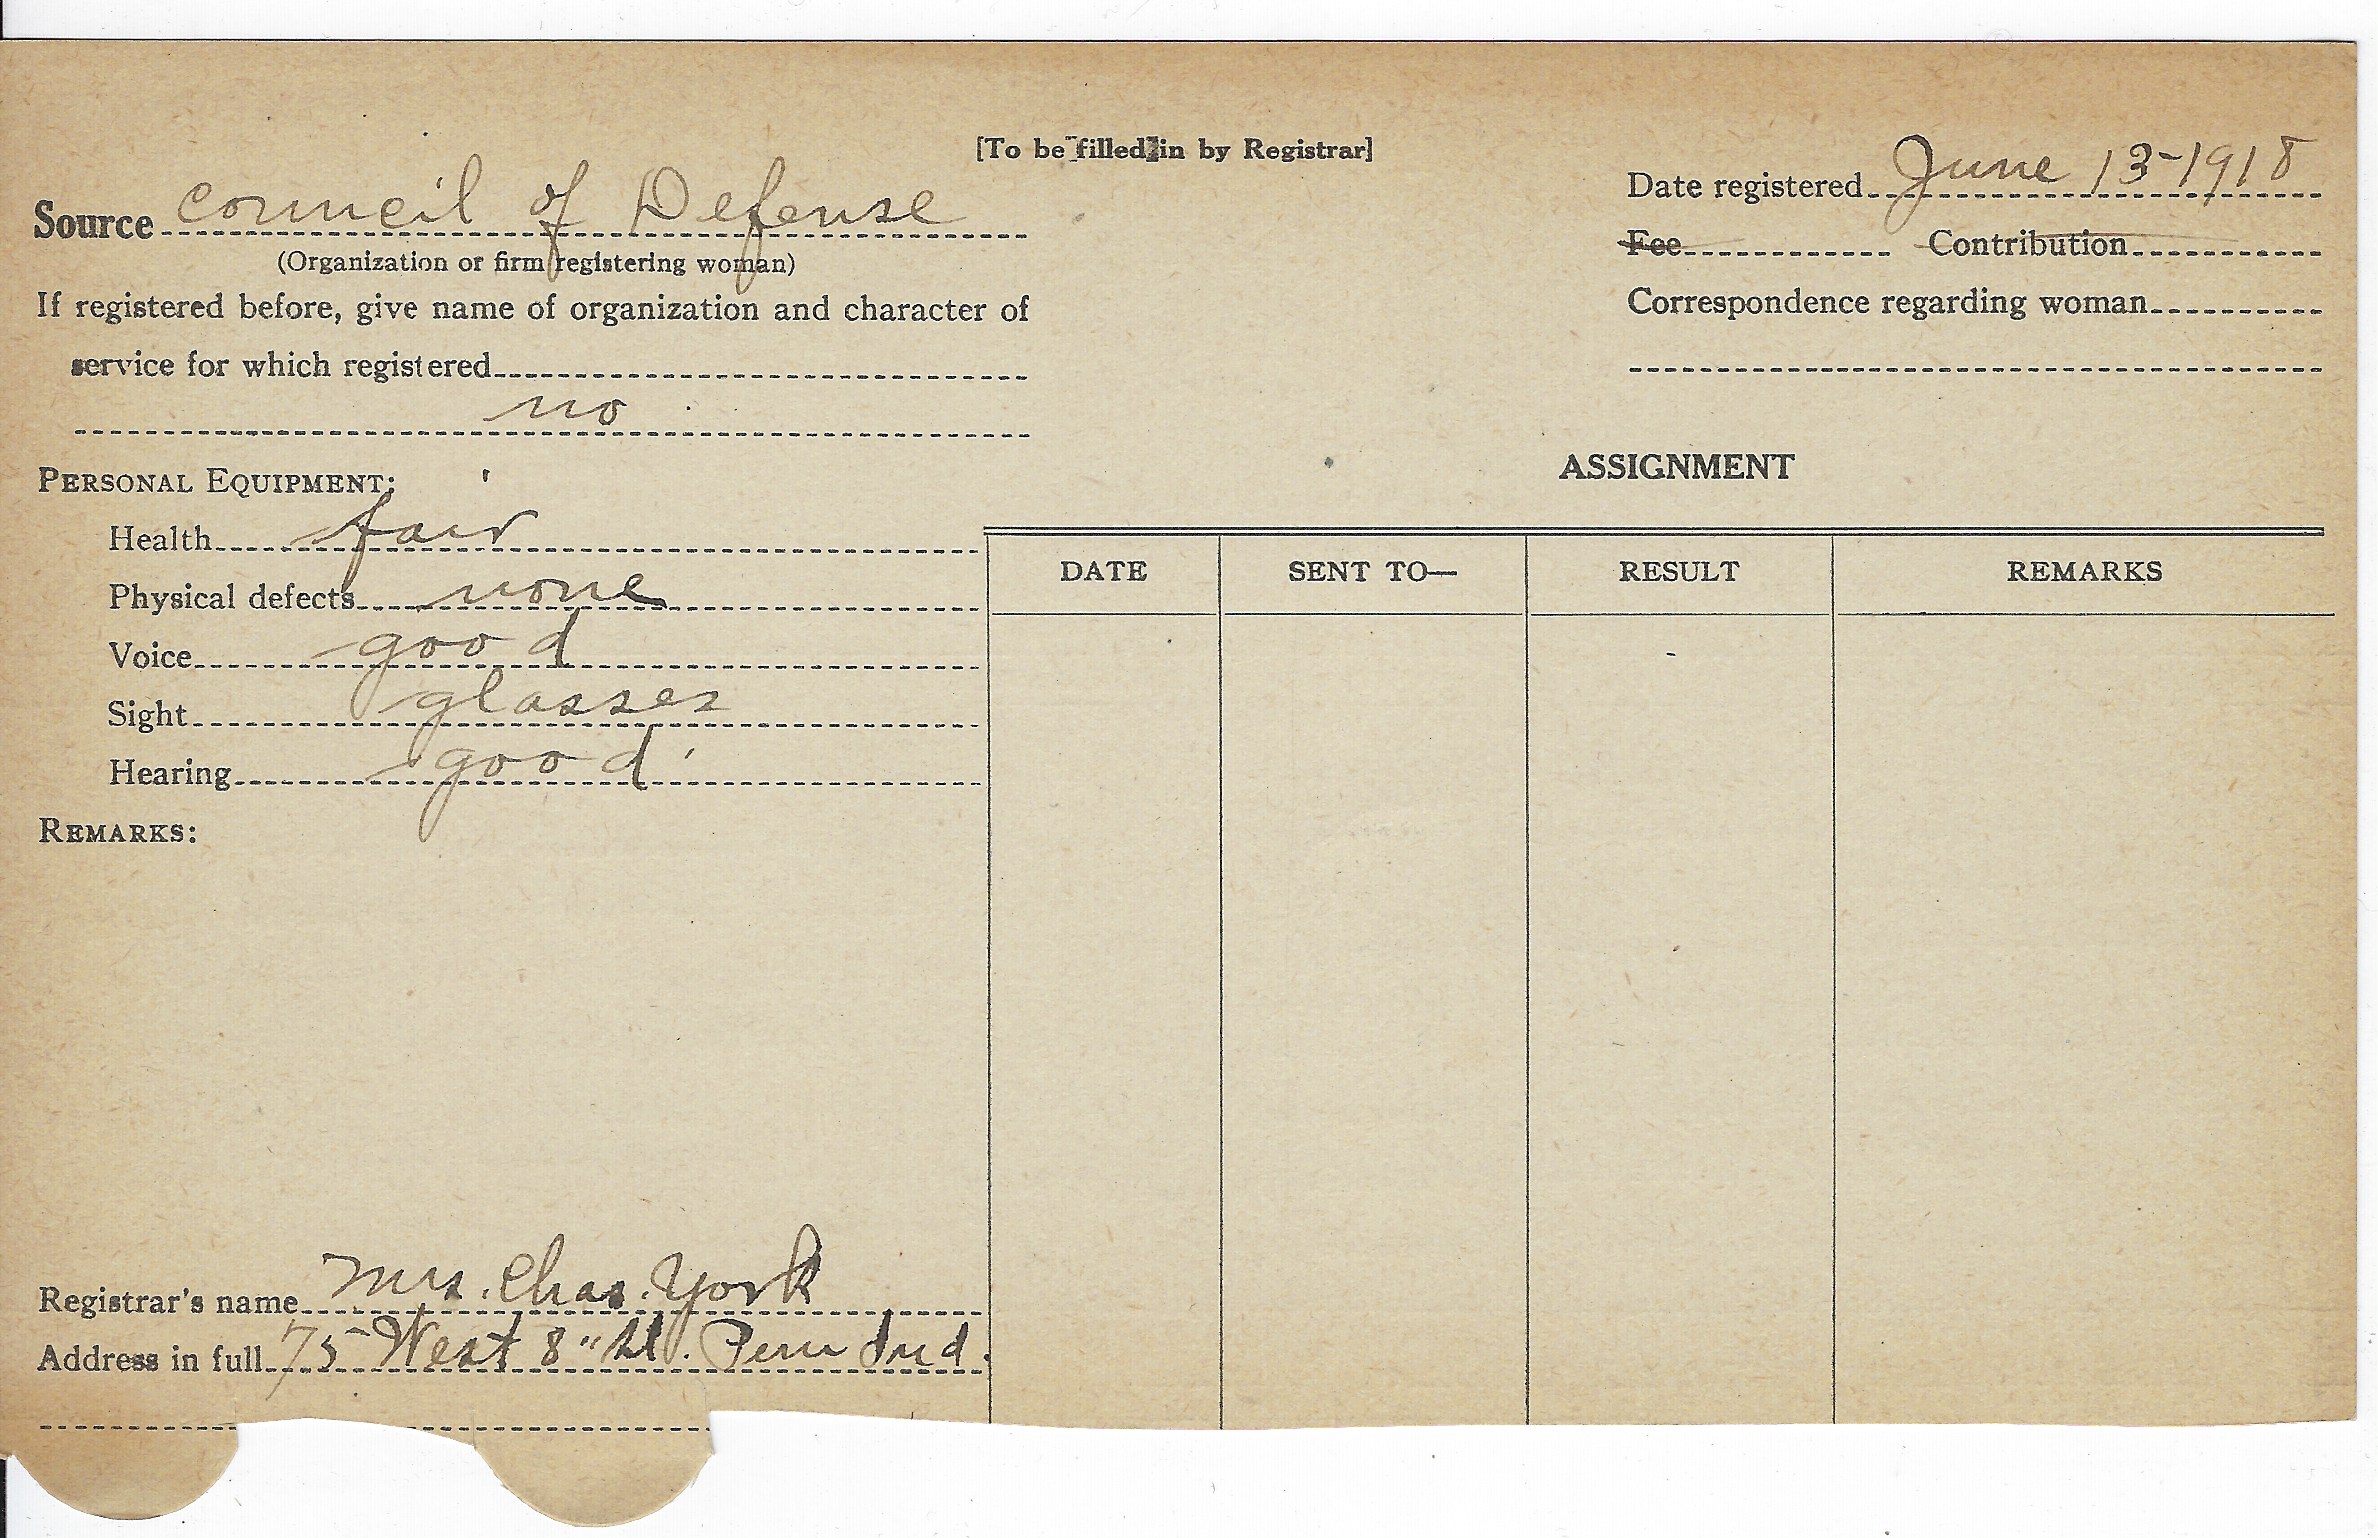 [To be filled in by Registrar]
Source council of Defense
(Organization or firm registering woman)
If registered before, give name of organization and character of
service for which registered
no
Date registered June 13-1918
Fee Contribution
Correspondence regarding woman
PERSONAL EQUIPMENT:
Health fair
Physical defects none
Voice good
Sight glasses
Hearing good
REMARKS:
Registrar's name Mrs. Chas. York
Address in full 75 West 8" St. Peru Ind.
ASSIGNMENT
DATE SENT TO— RESULT REMARKS